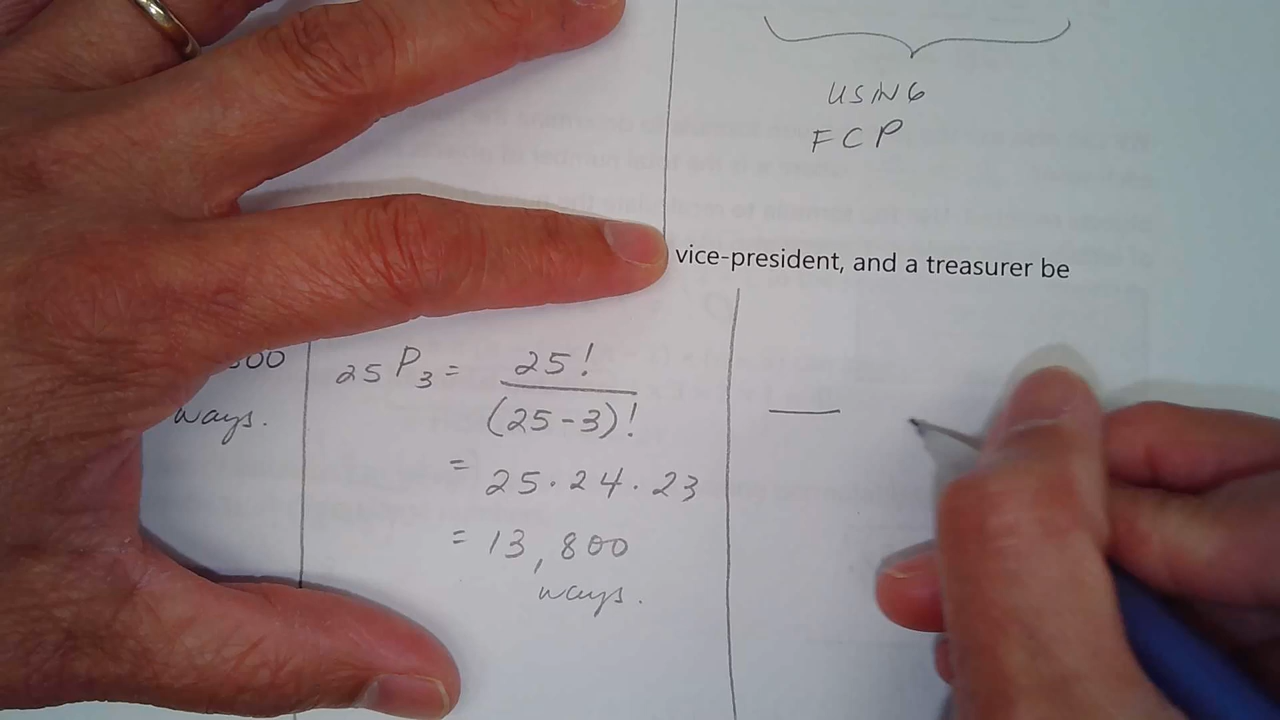 USING
FCP
vice-president, and a treasurer be
ways.
25P3 = 25!
(25-3)!
= 25·24·23
= 13,800
ways.